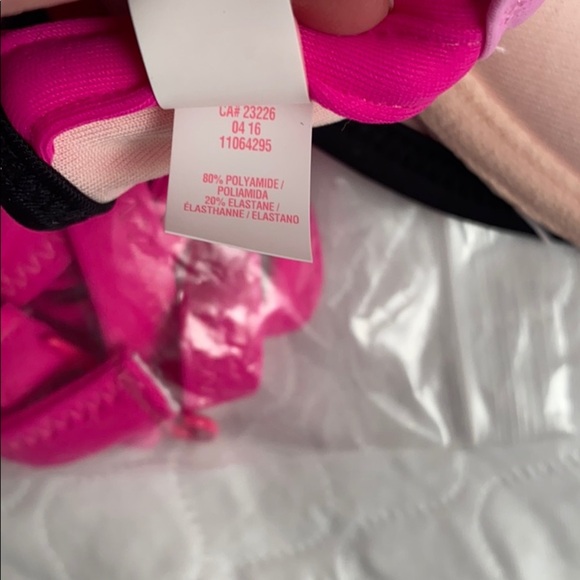 CA# 23226
04 16
11064295
80% POLYAMIDE /
POLIAMIDA
20% ELASTANE /
ÉLASTHANNE / ELASTANO